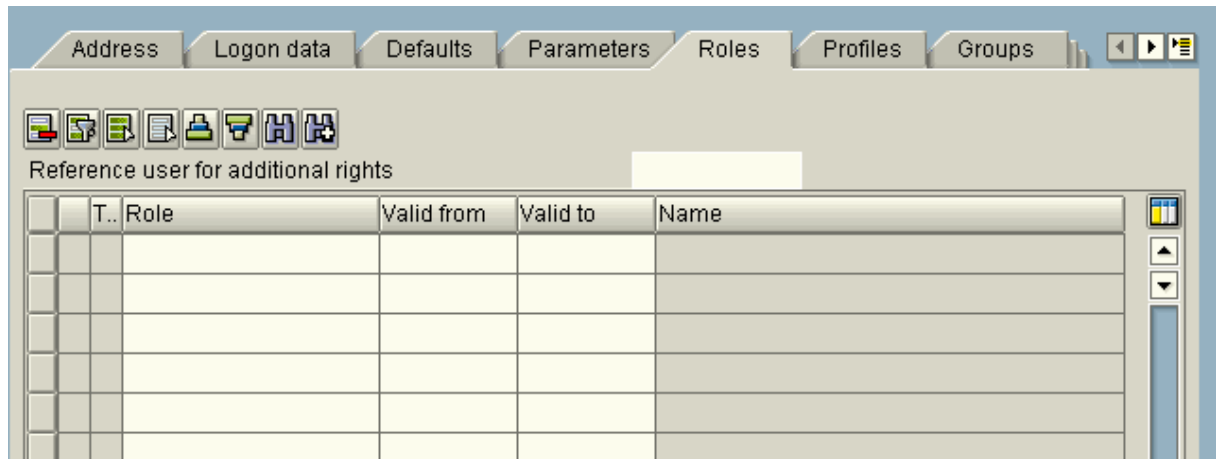 Address Logon data Defaults Parameters Roles Profiles Groups
Reference user for additional rights
T.. Role Valid from Valid to Name